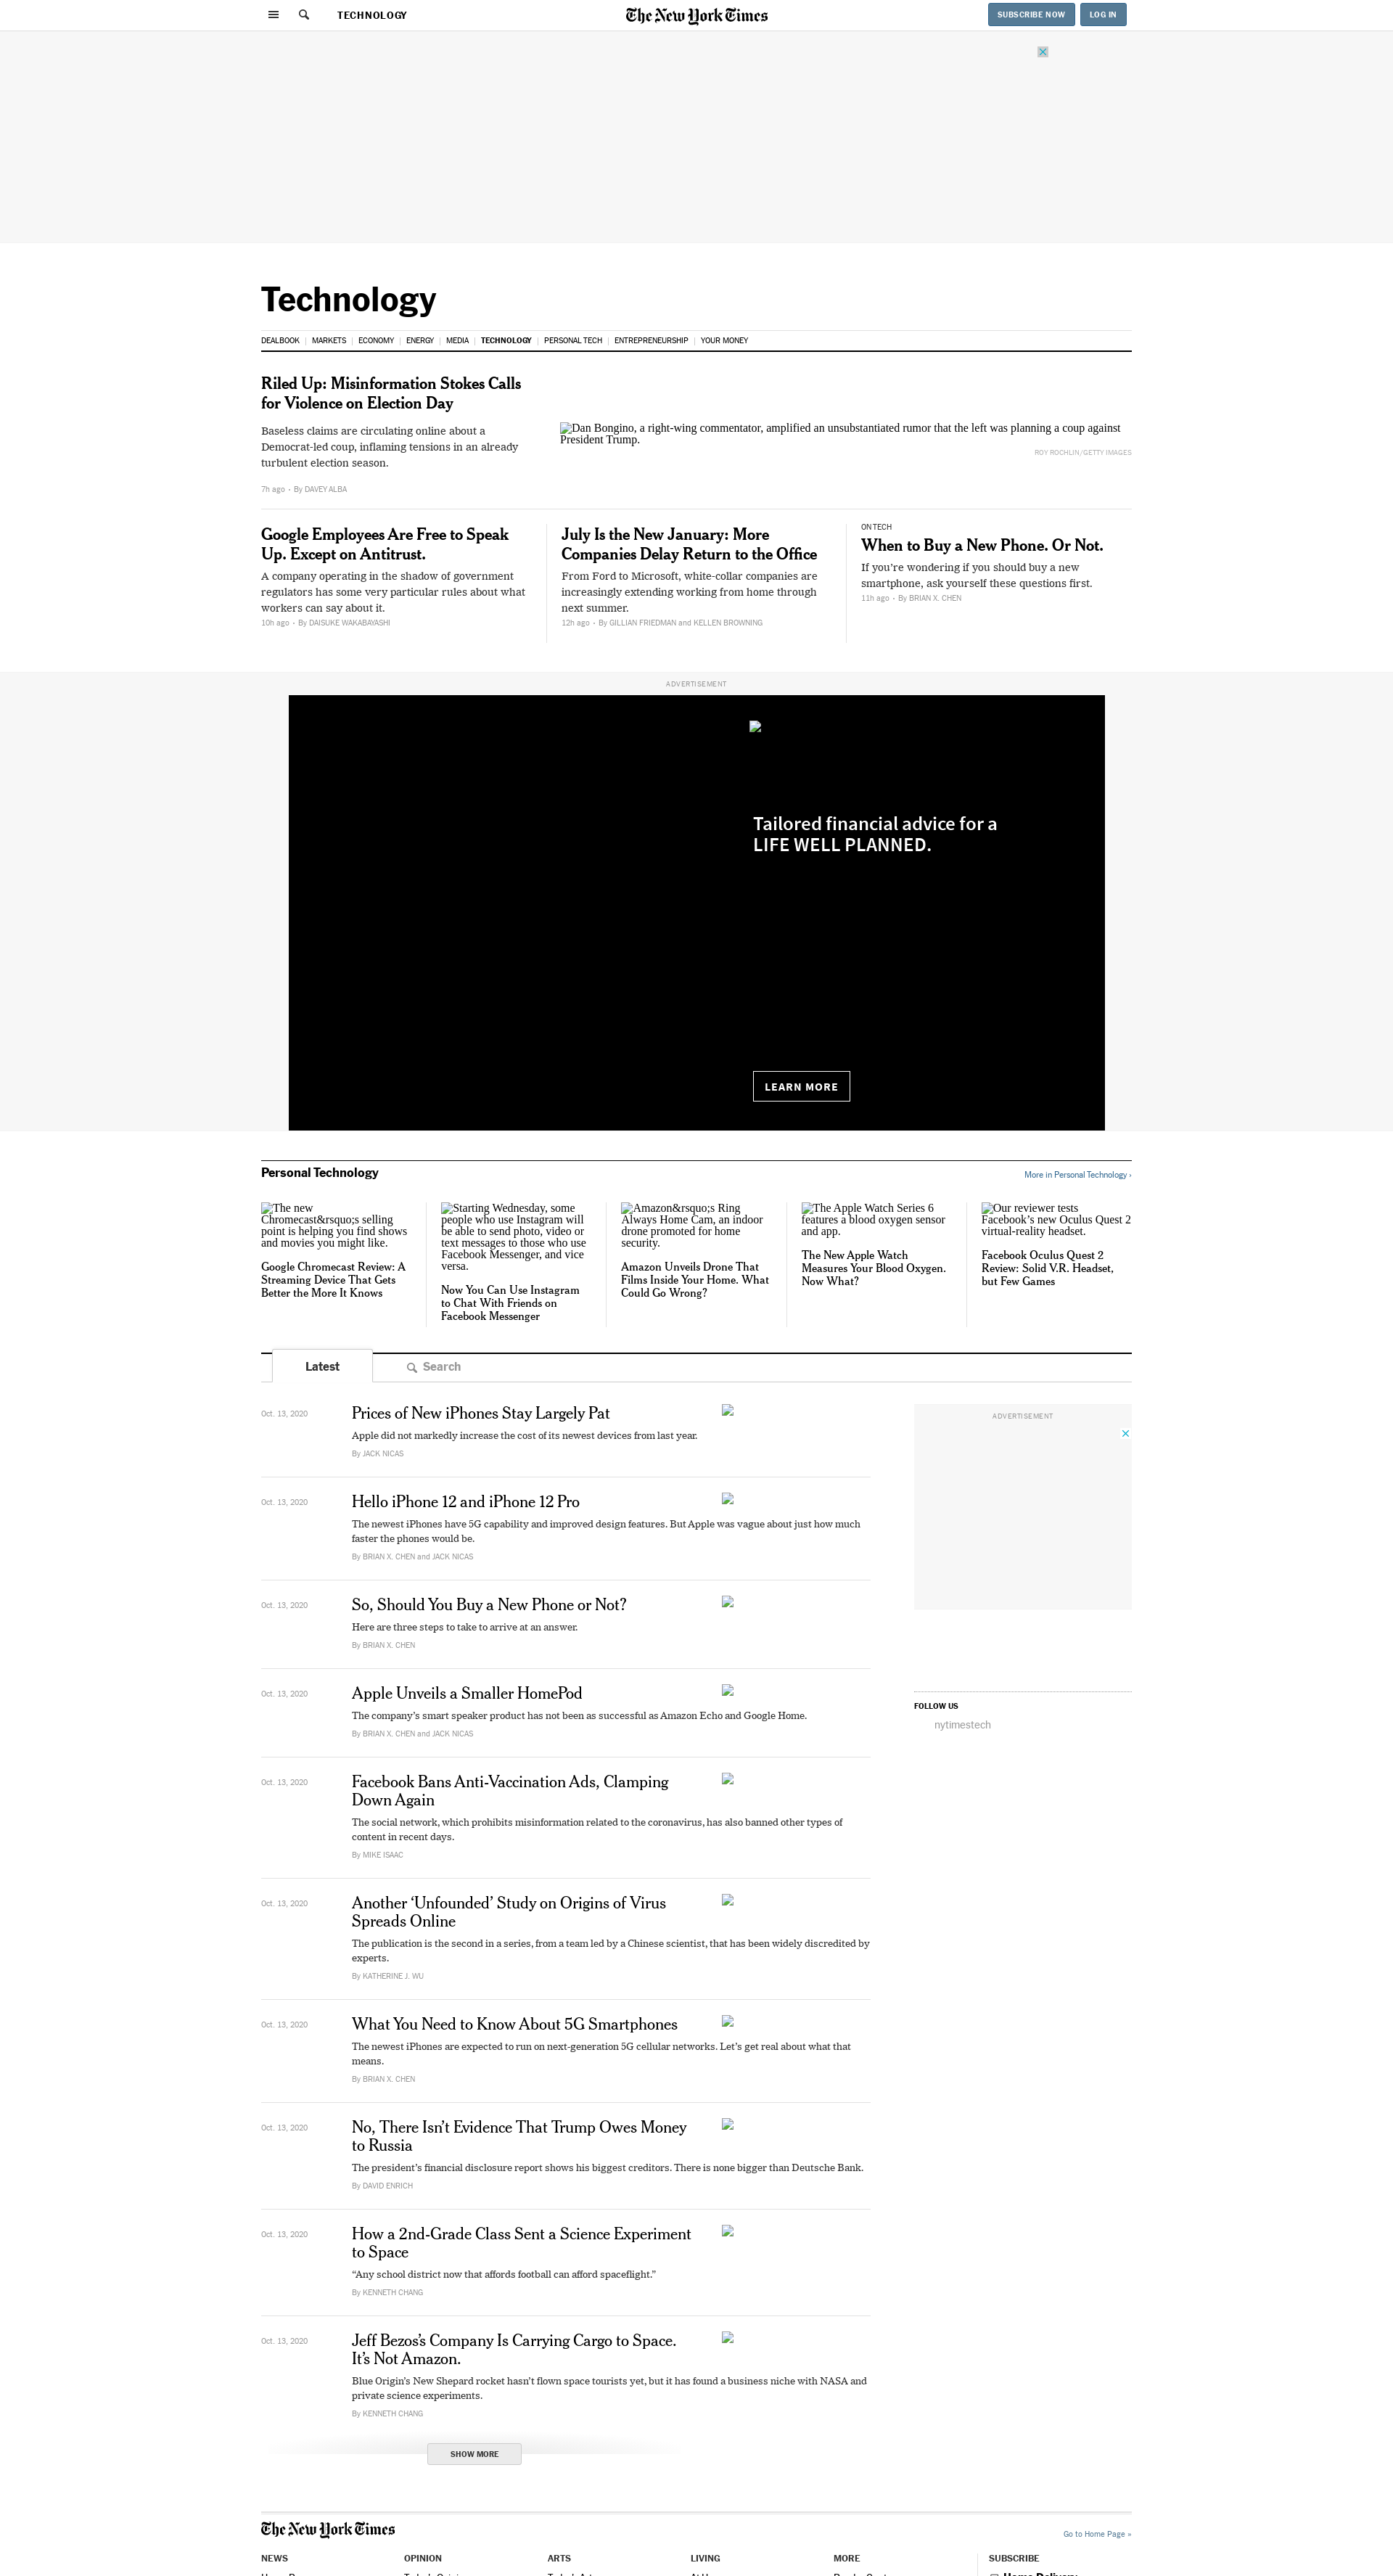 TECHNOLOGY
The New York Times
SUBSCRIBE NOW
LOG IN
Technology
DEALBOOK
MARKETS
ECONOMY
ENERGY
MEDIA
TECHNOLOGY
PERSONAL TECH
ENTREPRENEURSHIP
YOUR MONEY
Riled Up: Misinformation Stokes Calls
for Violence on Election Day
Baseless claims are circulating online about a
Democrat-led coup, inflaming tensions in an already
turbulent election season.
7h ago • By DAVEY ALBA
Dan Bongino, a right-wing commentator, amplified an unsubstantiated rumor that the left was planning a coup against
President Trump.
ROY ROCHLIN/GETTY IMAGES
Google Employees Are Free to Speak
Up. Except on Antitrust.
A company operating in the shadow of government
regulators has some very particular rules about what
workers can say about it.
10h ago • By DAISUKE WAKABAYASHI
July Is the New January: More
Companies Delay Return to the Office
From Ford to Microsoft, white-collar companies are
increasingly extending working from home through
next summer.
12h ago • By GILLIAN FRIEDMAN and KELLEN BROWNING
ON TECH
When to Buy a New Phone. Or Not.
If you're wondering if you should buy a new
smartphone, ask yourself these questions first.
11h ago • By BRIAN X. CHEN
ADVERTISEMENT
Tailored financial advice for a
LIFE WELL PLANNED.
LEARN MORE
Personal Technology
More in Personal Technology ›
The new
Chromecast&rsquo;s selling
point is helping you find shows
and movies you might like.
Google Chromecast Review: A
Streaming Device That Gets
Better the More It Knows
Starting Wednesday, some
people who use Instagram will
be able to send photo, video or
text messages to those who use
Facebook Messenger, and vice
versa.
Now You Can Use Instagram
to Chat With Friends on
Facebook Messenger
Amazon&rsquo;s Ring
Always Home Cam, an indoor
drone promoted for home
security.
Amazon Unveils Drone That
Films Inside Your Home. What
Could Go Wrong?
The Apple Watch Series 6
features a blood oxygen sensor
and app.
The New Apple Watch
Measures Your Blood Oxygen.
Now What?
Our reviewer tests
Facebook's new Oculus Quest 2
virtual-reality headset.
Facebook Oculus Quest 2
Review: Solid V.R. Headset,
but Few Games
Latest
Search
Oct. 13, 2020
Prices of New iPhones Stay Largely Pat
Apple did not markedly increase the cost of its newest devices from last year.
By JACK NICAS
Oct. 13, 2020
Hello iPhone 12 and iPhone 12 Pro
The newest iPhones have 5G capability and improved design features. But Apple was vague about just how much
faster the phones would be.
By BRIAN X. CHEN and JACK NICAS
Oct. 13, 2020
So, Should You Buy a New Phone or Not?
Here are three steps to take to arrive at an answer.
By BRIAN X. CHEN
Oct. 13, 2020
Apple Unveils a Smaller HomePod
The company's smart speaker product has not been as successful as Amazon Echo and Google Home.
By BRIAN X. CHEN and JACK NICAS
Oct. 13, 2020
Facebook Bans Anti-Vaccination Ads, Clamping
Down Again
The social network, which prohibits misinformation related to the coronavirus, has also banned other types of
content in recent days.
By MIKE ISAAC
Oct. 13, 2020
Another ‘Unfounded’ Study on Origins of Virus
Spreads Online
The publication is the second in a series, from a team led by a Chinese scientist, that has been widely discredited by
experts.
By KATHERINE J. WU
Oct. 13, 2020
What You Need to Know About 5G Smartphones
The newest iPhones are expected to run on next-generation 5G cellular networks. Let's get real about what that
means.
By BRIAN X. CHEN
Oct. 13, 2020
No, There Isn't Evidence That Trump Owes Money
to Russia
The president's financial disclosure report shows his biggest creditors. There is none bigger than Deutsche Bank.
By DAVID ENRICH
Oct. 13, 2020
How a 2nd-Grade Class Sent a Science Experiment
to Space
“Any school district now that affords football can afford spaceflight.”
By KENNETH CHANG
Oct. 13, 2020
Jeff Bezos's Company Is Carrying Cargo to Space.
It's Not Amazon.
Blue Origin's New Shepard rocket hasn't flown space tourists yet, but it has found a business niche with NASA and
private science experiments.
By KENNETH CHANG
SHOW MORE
ADVERTISEMENT
FOLLOW US
nytimestech
The New York Times
Go to Home Page »
NEWS
OPINION
ARTS
LIVING
MORE
SUBSCRIBE